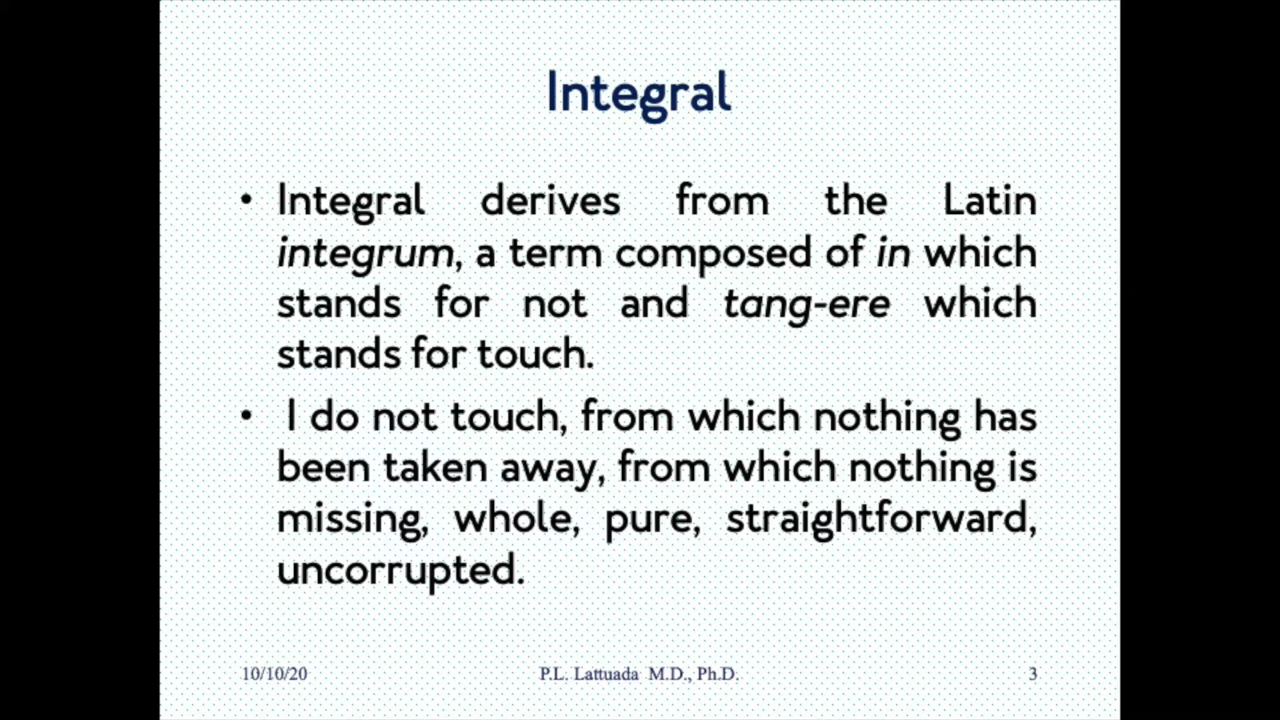 Integral
• Integral derives from the Latin
integrum, a term composed of in which
stands for not and tang-ere which
stands for touch.
• I do not touch, from which nothing has
been taken away, from which nothing is
missing, whole, pure, straightforward,
uncorrupted.
10/10/20 P.L. Lattuada M.D., Ph.D. 3